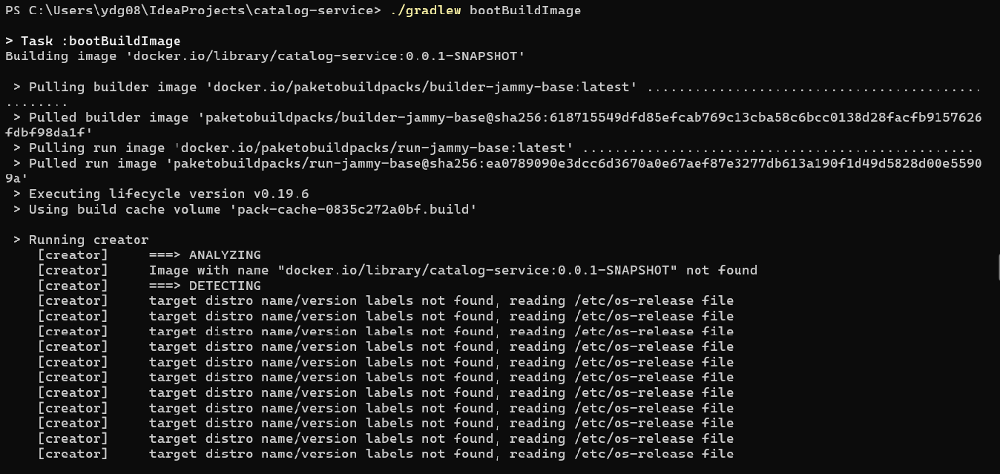 PS C:\Users\ydg08\IdeaProjects\catalog-service> ./gradlew bootBuildImage
> Task :bootBuildImage
Building image 'docker.io/library/catalog-service:0.0.1-SNAPSHOT'
> Pulling builder image 'docker.io/paketobuildpacks/builder-jammy-base:latest' ..........................................
........
> Pulled builder image 'paketobuildpacks/builder-jammy-base@sha256:618715549dfd85efcab769c13cba58c6bcc0138d28facfb9157626
fdbf98da1f'
> Pulling run image 'docker.io/paketobuildpacks/run-jammy-base:latest' .................................................
> Pulled run image 'paketobuildpacks/run-jammy-base@sha256:ea0789090e3dcc6d3670a0e67aef87e3277db613a190f1d49d5828d00e5590
9a'
> Executing lifecycle version v0.19.6
> Using build cache volume 'pack-cache-0835c272a0bf.build'
> Running creator
[creator]     ===> ANALYZING
[creator]     Image with name "docker.io/library/catalog-service:0.0.1-SNAPSHOT" not found
[creator]     ===> DETECTING
[creator]     target distro name/version labels not found, reading /etc/os-release file
[creator]     target distro name/version labels not found, reading /etc/os-release file
[creator]     target distro name/version labels not found, reading /etc/os-release file
[creator]     target distro name/version labels not found, reading /etc/os-release file
[creator]     target distro name/version labels not found, reading /etc/os-release file
[creator]     target distro name/version labels not found, reading /etc/os-release file
[creator]     target distro name/version labels not found, reading /etc/os-release file
[creator]     target distro name/version labels not found, reading /etc/os-release file
[creator]     target distro name/version labels not found, reading /etc/os-release file
[creator]     target distro name/version labels not found, reading /etc/os-release file
[creator]     target distro name/version labels not found, reading /etc/os-release file